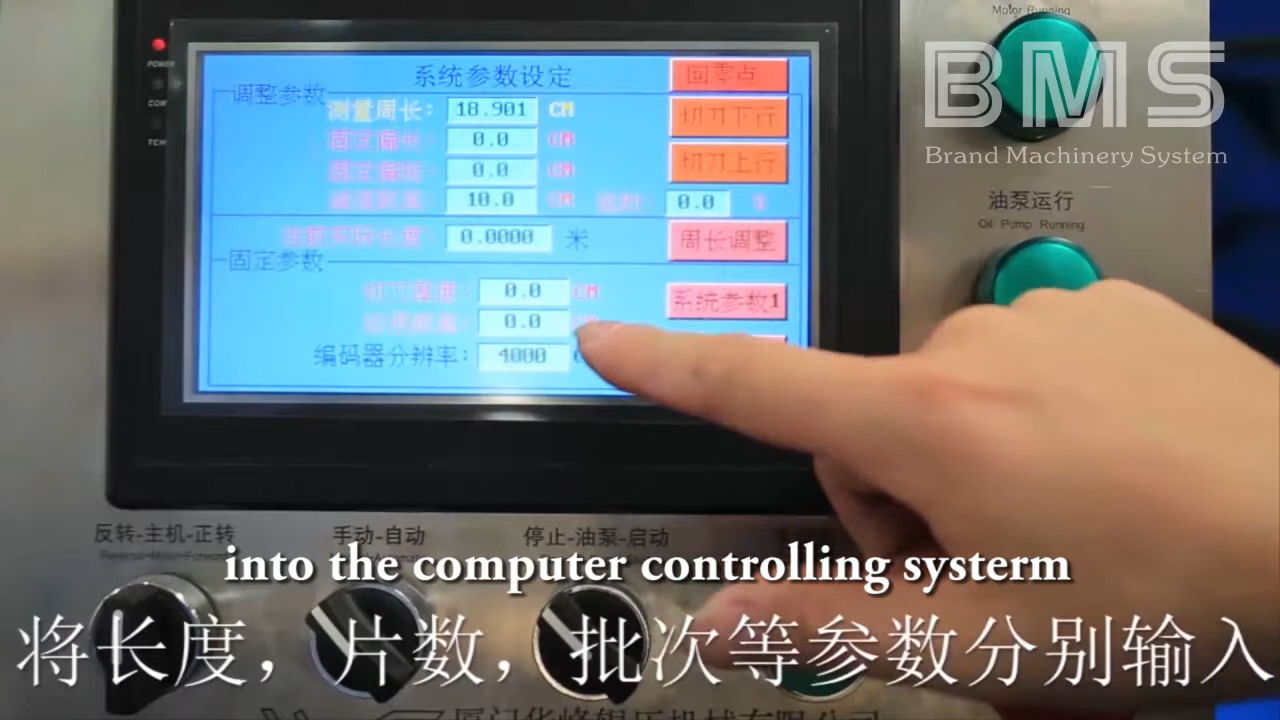 Motor Running
BMS
Brand Machinery System
POWER
COM
系统参数设定
回零点
调整参数
测量周长: 18.901 CM
切刀下行
0.0 CM
0.0 CM
切刀上行
10.0 CM
0.0
0.0000 米
周长调整
固定参数
0.0 CM
系统参数1
0.0
编码器分辨率: 4000
油泵运行
Oil Pump Running
反转-主机-正转
手动-自动
停止-油泵-启动
into the computer controlling systerm
将长度，片数，批次等参数分别输入